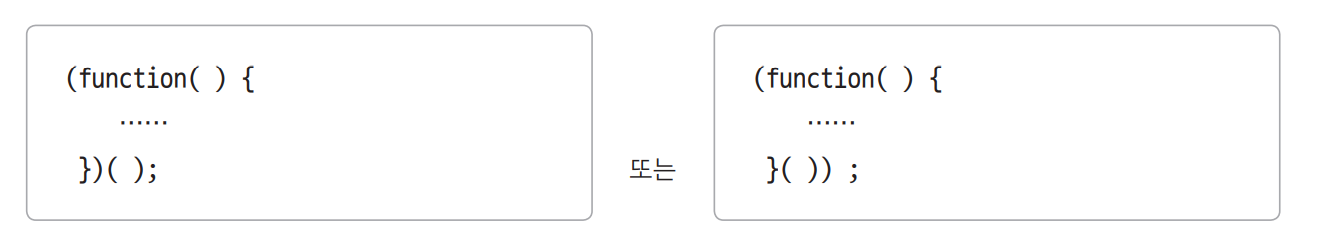 (function( ) {
······
})( );
또는
(function( ) {
······
}( )) ;